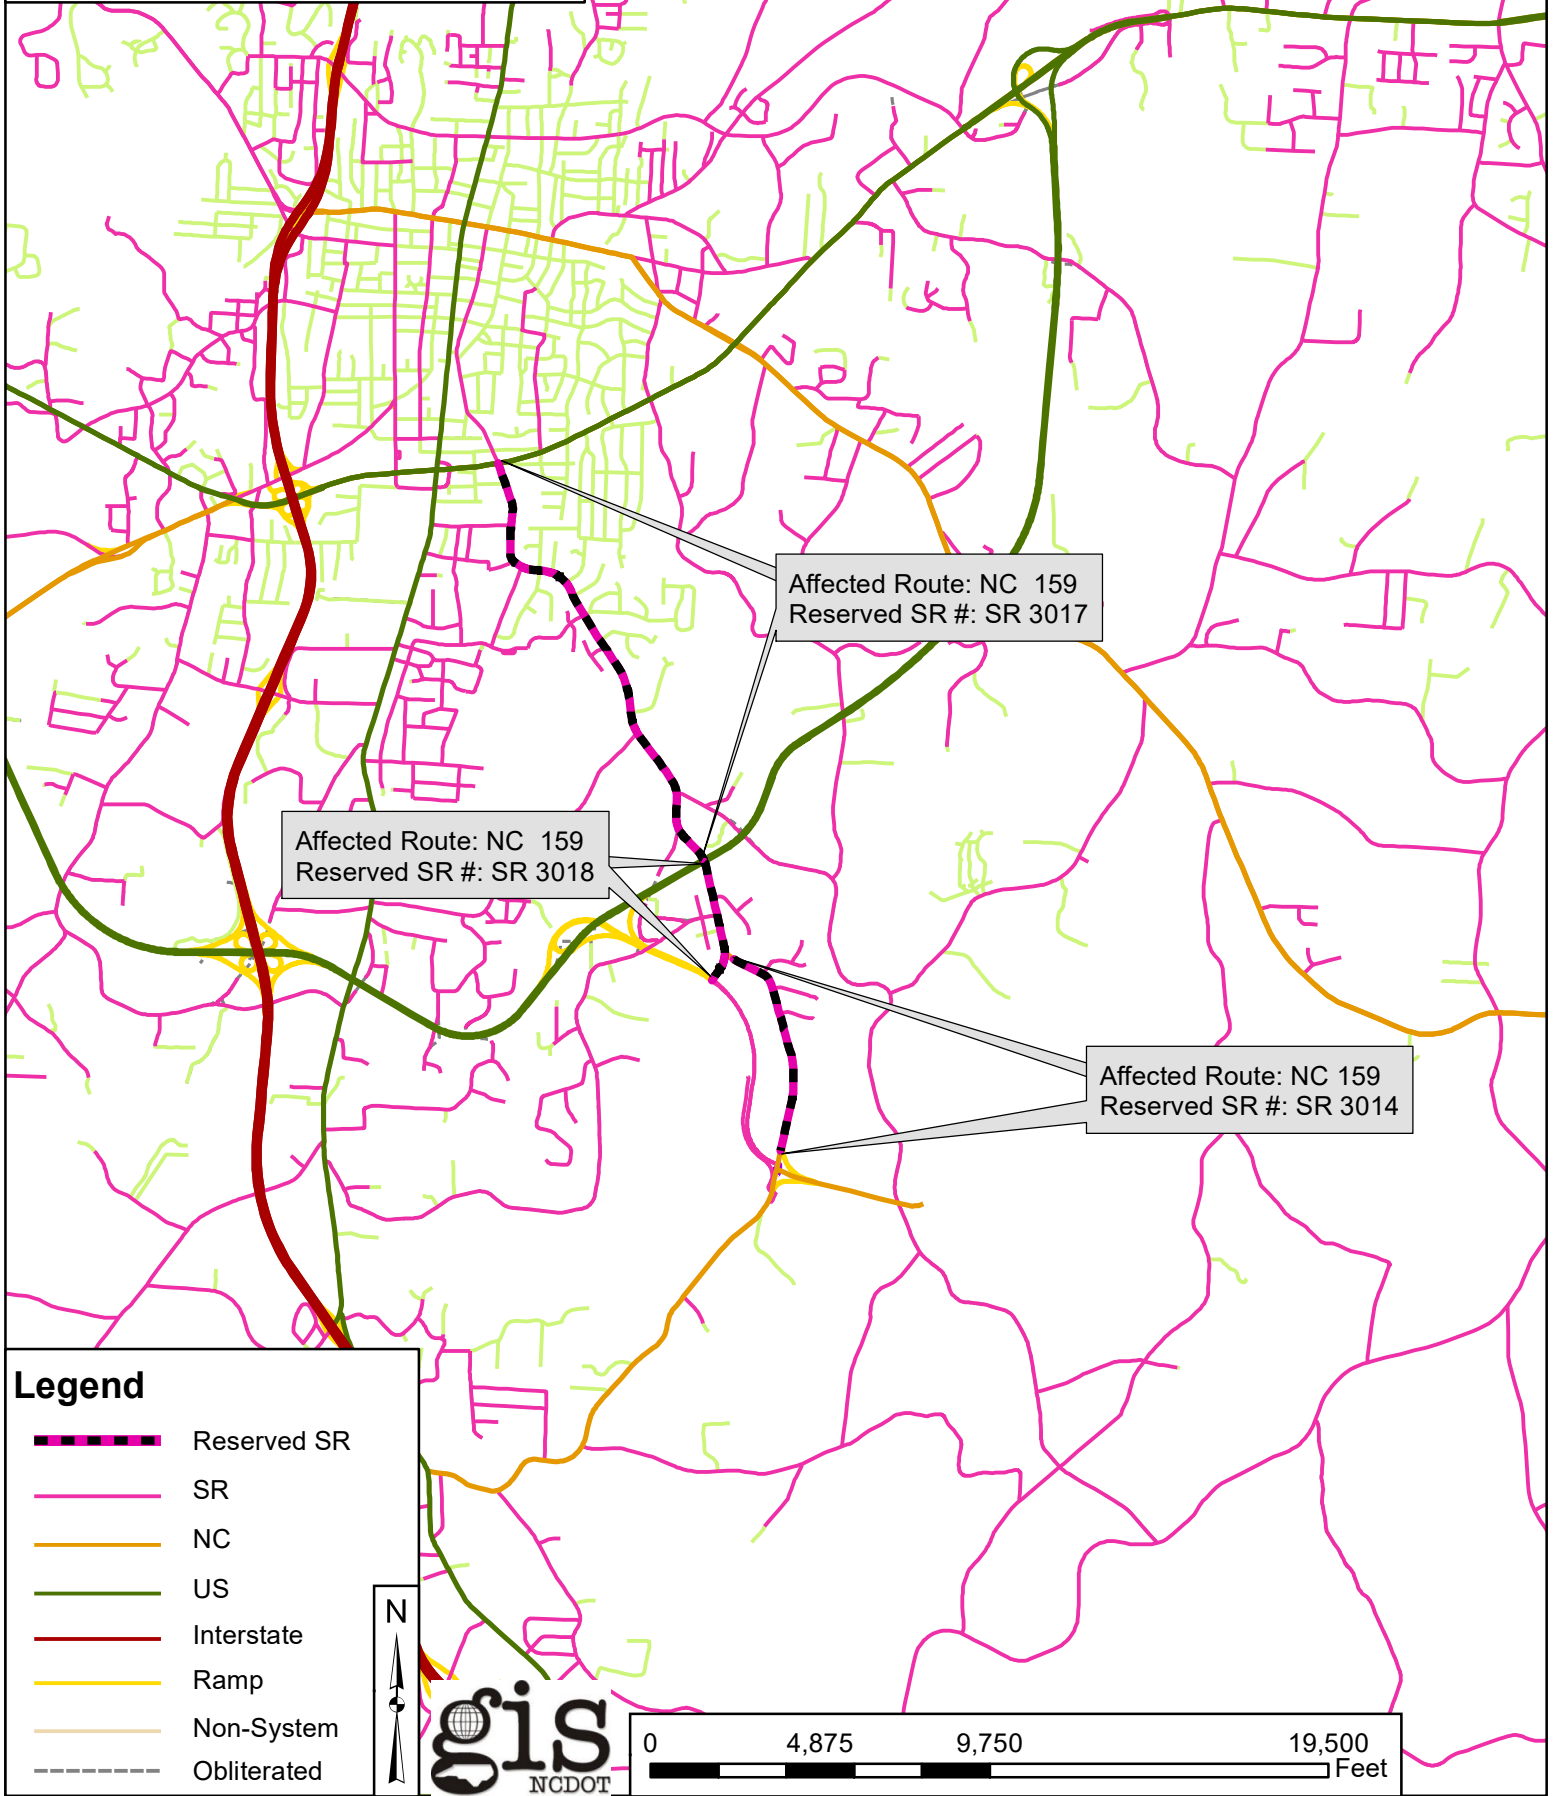 Affected Route: NC 159
Reserved SR #: SR 3017
Affected Route: NC 159
Reserved SR #: SR 3018
Affected Route: NC 159
Reserved SR #: SR 3014
Legend
Reserved SR
SR
NC
US
Interstate
Ramp
Non-System
Obliterated
N
gis
NCDOT
0 4,875 9,750 19,500
Feet